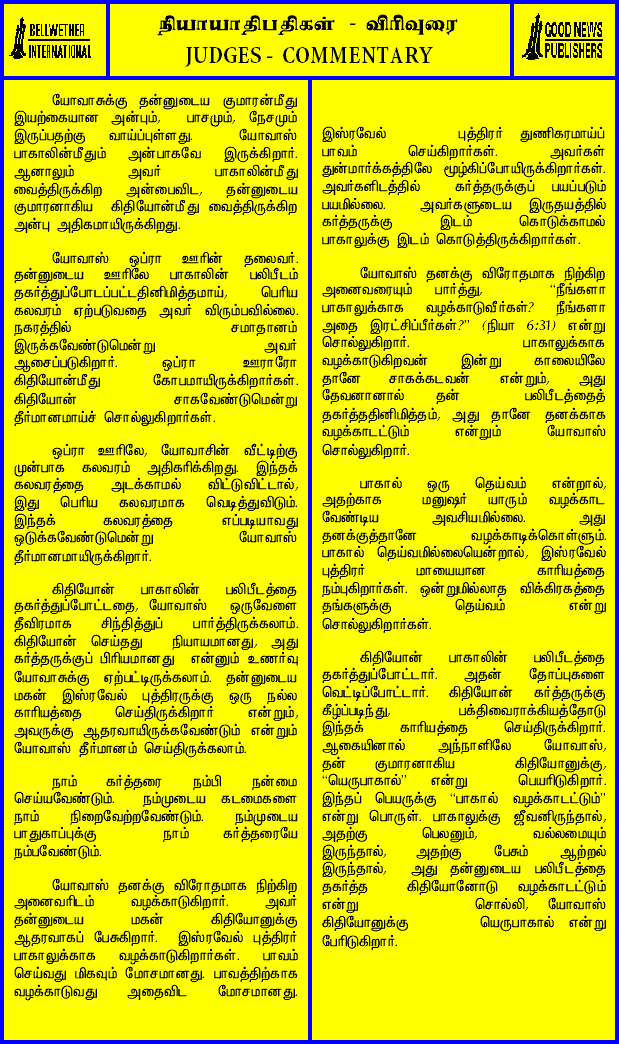 BELLWETHER
INTERNATIONAL
நியாயாதிபதிகள் - விரிவுரை
JUDGES - COMMENTARY
GOOD NEWS
PUBLISHERS
யோவாசுக்கு தன்னுடைய குமாரன்மீது
இயற்கையான அன்பும், பாசமும், நேசமும்
இருப்பதற்கு வாய்ப்புள்ளது. யோவாஸ்
பாகாலின்மீதும் அன்பாகவே இருக்கிறார்.
ஆனாலும் அவர் பாகாலின்மீது
வைத்திருக்கிற அன்பைவிட, தன்னுடைய
குமாரனாகிய கிதியோன்மீது வைத்திருக்கிற
அன்பு அதிகமாயிருக்கிறது.
யோவாஸ் ஒப்ரா ஊரின் தலைவர்.
தன்னுடைய ஊரிலே பாகாலின் பலிபீடம்
தகர்த்துப்போடப்பட்டதினிமித்தமாய், பெரிய
கலவரம் ஏற்படுவதை அவர் விரும்பவில்லை.
நகரத்தில் சமாதானம்
இருக்கவேண்டுமென்று அவர்
ஆசைப்படுகிறார். ஒப்ரா ஊராரோ
கிதியோன்மீது கோபமாயிருக்கிறார்கள்.
கிதியோன் சாகவேண்டுமென்று
தீர்மானமாய்ச் சொல்லுகிறார்கள்.
ஒப்ரா ஊரிலே, யோவாசின் வீட்டிற்கு
முன்பாக கலவரம் அதிகரிக்கிறது. இந்தக்
கலவரத்தை அடக்காமல் விட்டுவிட்டால்,
இது பெரிய கலவரமாக வெடித்துவிடும்.
இந்தக் கலவரத்தை எப்படியாவது
ஒடுக்கவேண்டுமென்று யோவாஸ்
தீர்மானமாயிருக்கிறார்.
கிதியோன் பாகாலின் பலிபீடத்தை
தகர்த்துப்போட்டதை, யோவாஸ் ஒருவேளை
தீவிரமாக சிந்தித்துப் பார்த்திருக்கலாம்.
கிதியோன் செய்தது நியாயமானது, அது
கர்த்தருக்குப் பிரியமானது என்னும் உணர்வு
யோவாசுக்கு ஏற்பட்டிருக்கலாம். தன்னுடைய
மகன் இஸ்ரவேல் புத்திரருக்கு ஒரு நல்ல
காரியத்தை செய்திருக்கிறார் என்றும்,
அவருக்கு ஆதரவாயிருக்கவேண்டும் என்றும்
யோவாஸ் தீர்மானம் செய்திருக்கலாம்.
நாம் கர்த்தரை நம்பி நன்மை
செய்யவேண்டும். நம்முடைய கடமைகளை
நாம் நிறைவேற்றவேண்டும். நம்முடைய
பாதுகாப்புக்கு நாம் கர்த்தரையே
நம்பவேண்டும்.
யோவாஸ் தனக்கு விரோதமாக நிற்கிற
அனைவரிடம் வழக்காடுகிறார். அவர்
தன்னுடைய மகன் கிதியோனுக்கு
ஆதரவாகப் பேசுகிறார். இஸ்ரவேல் புத்திரர்
பாகாலுக்காக வழக்காடுகிறார்கள். பாவம்
செய்வது மிகவும் மோசமானது. பாவத்திற்காக
வழக்காடுவது அதைவிட மோசமானது.
இஸ்ரவேல் புத்திரர் துணிகரமாய்ப்
பாவம் செய்கிறார்கள். அவர்கள்
துன்மார்க்கத்திலே மூழ்கிப்போயிருக்கிறார்கள்.
அவர்களிடத்தில் கர்த்தருக்குப் பயப்படும்
பயமில்லை. அவர்களுடைய இருதயத்தில்
கர்த்தருக்கு இடம் கொடுக்காமல்
பாகாலுக்கு இடம் கொடுத்திருக்கிறார்கள்.
யோவாஸ் தனக்கு விரோதமாக நிற்கிற
அனைவரையும் பார்த்து, “நீங்களா
பாகாலுக்காக வழக்காடுவீர்கள்? நீங்களா
அதை இரட்சிப்பீர்கள்?” (நியா 6:31) என்று
சொல்லுகிறார். பாகாலுக்காக
வழக்காடுகிறவன் இன்று காலையிலே
தானே சாகக்கடவன் என்றும், அது
தேவனானால் தன் பலிபீடத்தைத்
தகர்த்ததினிமித்தம், அது தானே தனக்காக
வழக்காடட்டும் என்றும் யோவாஸ்
சொல்லுகிறார்.
பாகால் ஒரு தெய்வம் என்றால்,
அதற்காக மனுஷர் யாரும் வழக்காட
வேண்டிய அவசியமில்லை. அது
தனக்குத்தானே வழக்காடிக்கொள்ளும்.
பாகால் தெய்வமில்லையென்றால், இஸ்ரவேல்
புத்திரர் மாயையான காரியத்தை
நம்புகிறார்கள். ஒன்றுமில்லாத விக்கிரகத்தை
தங்களுக்கு தெய்வம் என்று
சொல்லுகிறார்கள்.
கிதியோன் பாகாலின் பலிபீடத்தை
தகர்த்துப்போட்டார். அதன் தோப்புகளை
வெட்டிப்போட்டார். கிதியோன் கர்த்தருக்கு
கீழ்ப்படிந்து, பக்திவைராக்கியத்தோடு
இந்தக் காரியத்தை செய்திருக்கிறார்.
ஆகையினால் அந்நாளிலே யோவாஸ்,
தன் குமாரனாகிய கிதியோனுக்கு,
“யெருபாகால்” என்று பெயரிடுகிறார்.
இந்தப் பெயருக்கு “பாகால் வழக்காடட்டும்”
என்று பொருள். பாகாலுக்கு ஜீவனிருந்தால்,
அதற்கு பெலனும், வல்லமையும்
இருந்தால், அதற்கு பேசும் ஆற்றல்
இருந்தால், அது தன்னுடைய பலிபீடத்தை
தகர்த்த கிதியோனோடு வழக்காடட்டும்
என்று சொல்லி, யோவாஸ்
கிதியோனுக்கு யெருபாகால் என்று
பேரிடுகிறார்.